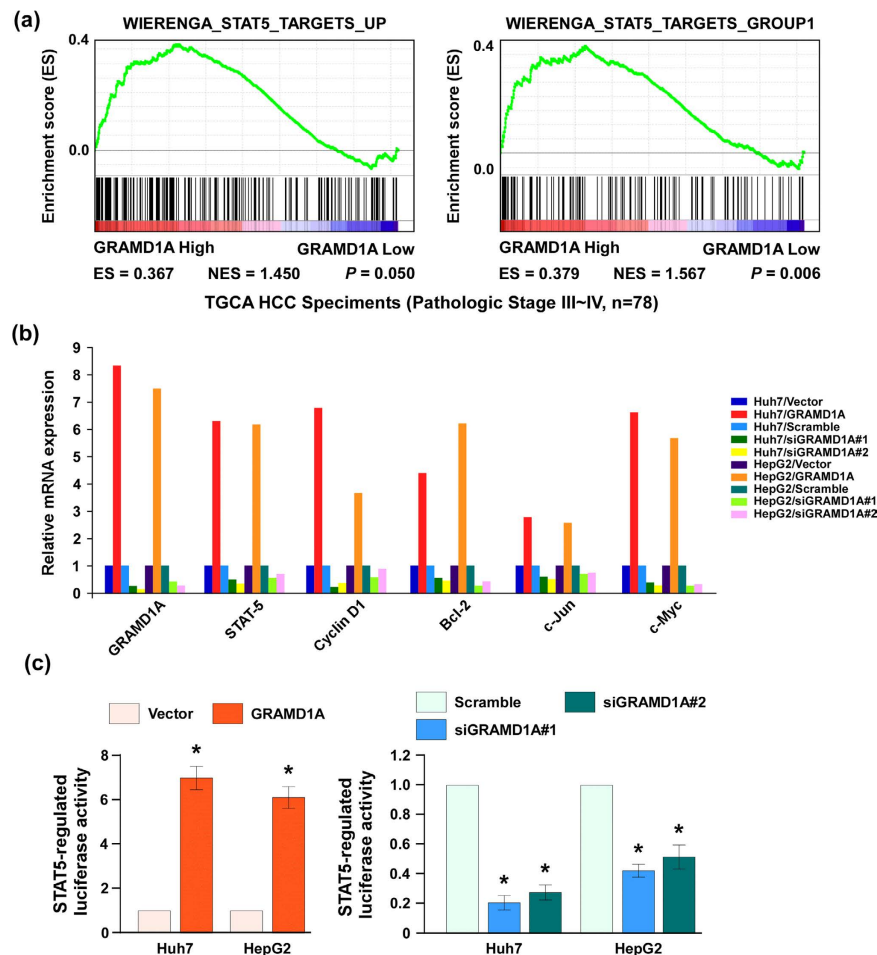 (a)
WIERENGA_STAT5_TARGETS_UP
Enrichment score (ES)
0.4
0.0
GRAMD1A High
GRAMD1A Low
ES = 0.367 NES = 1.450 P = 0.050
WIERENGA_STAT5_TARGETS_GROUP1
Enrichment score (ES)
0.4
0.0
GRAMD1A High
GRAMD1A Low
ES = 0.379 NES = 1.567 P = 0.006
TGCA HCC Speciments (Pathologic Stage III~IV, n=78)
(b)
Relative mRNA expression
9
8
7
6
5
4
3
2
1
0
GRAMD1A
STAT-5
Cyclin D1
Bcl-2
c-Jun
c-Myc
Huh7/Vector
Huh7/GRAMD1A
Huh7/Scramble
Huh7/siGRAMD1A#1
Huh7/siGRAMD1A#2
HepG2/Vector
HepG2/GRAMD1A
HepG2/Scramble
HepG2/siGRAMD1A#1
HepG2/siGRAMD1A#2
(c)
Vector GRAMD1A
STAT5-regulated
luciferase activity
8
6
4
2
0
* *
Huh7 HepG2
Scramble siGRAMD1A#2
siGRAMD1A#1
STAT5-regulated
luciferase activity
1.2
1.0
0.8
0.6
0.4
0.2
0
* * * *
Huh7 HepG2